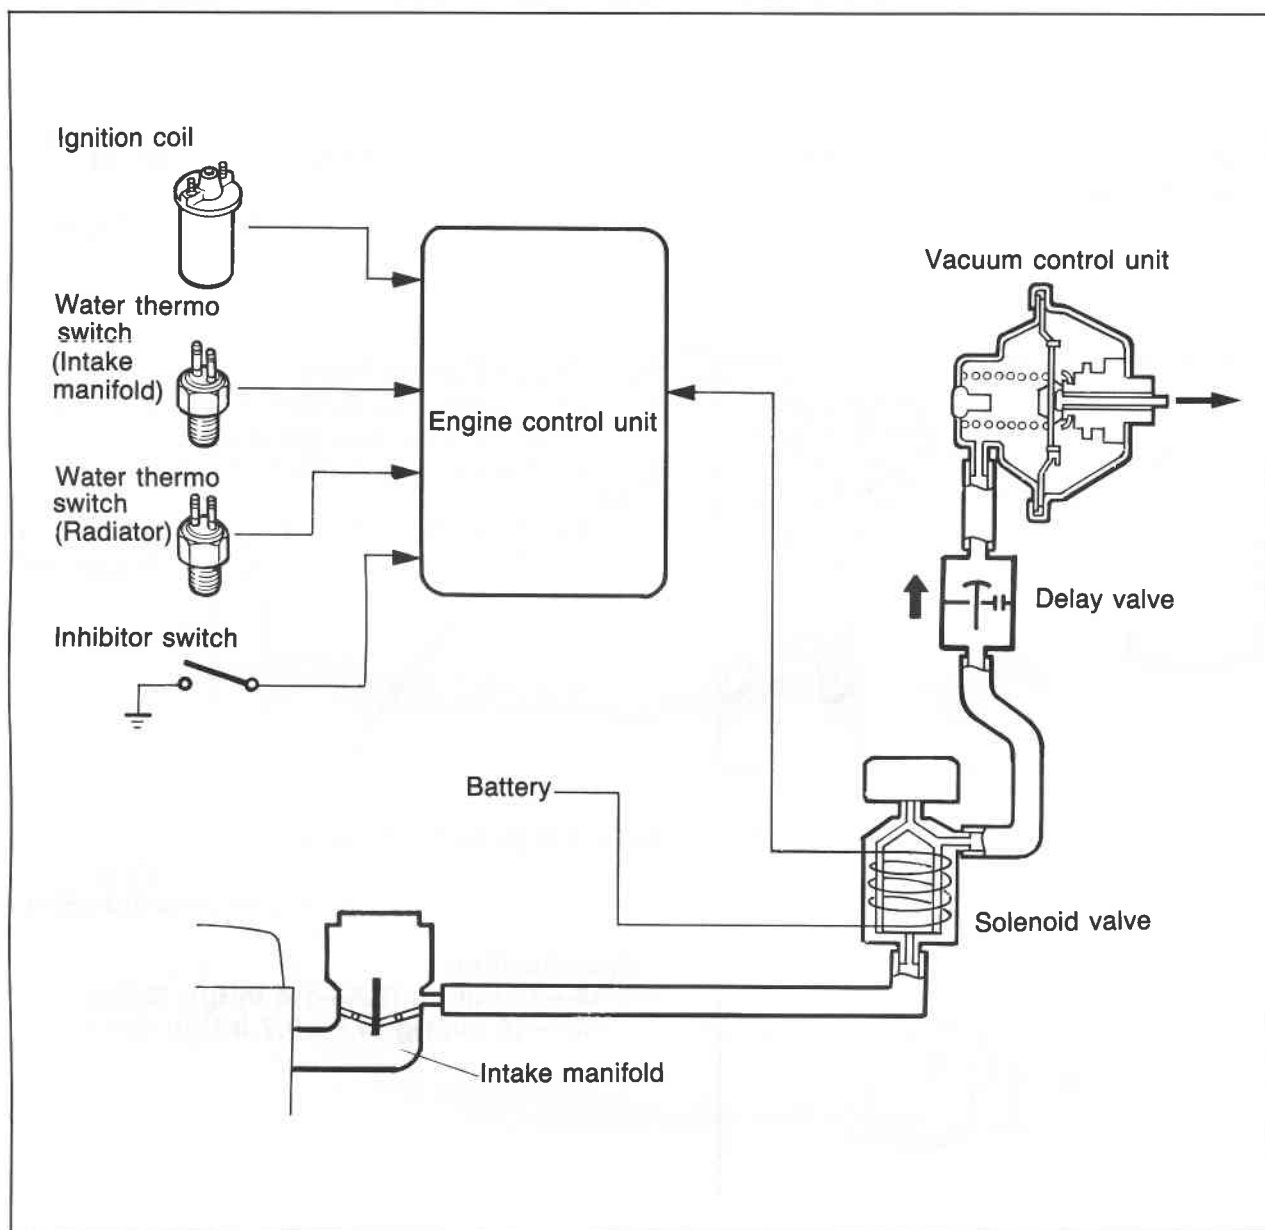 Ignition coil
Water thermo
switch
(Intake
manifold)
Water thermo
switch
(Radiator)
Inhibitor switch
Engine control unit
Vacuum control unit
Delay valve
Battery
Solenoid valve
Intake manifold